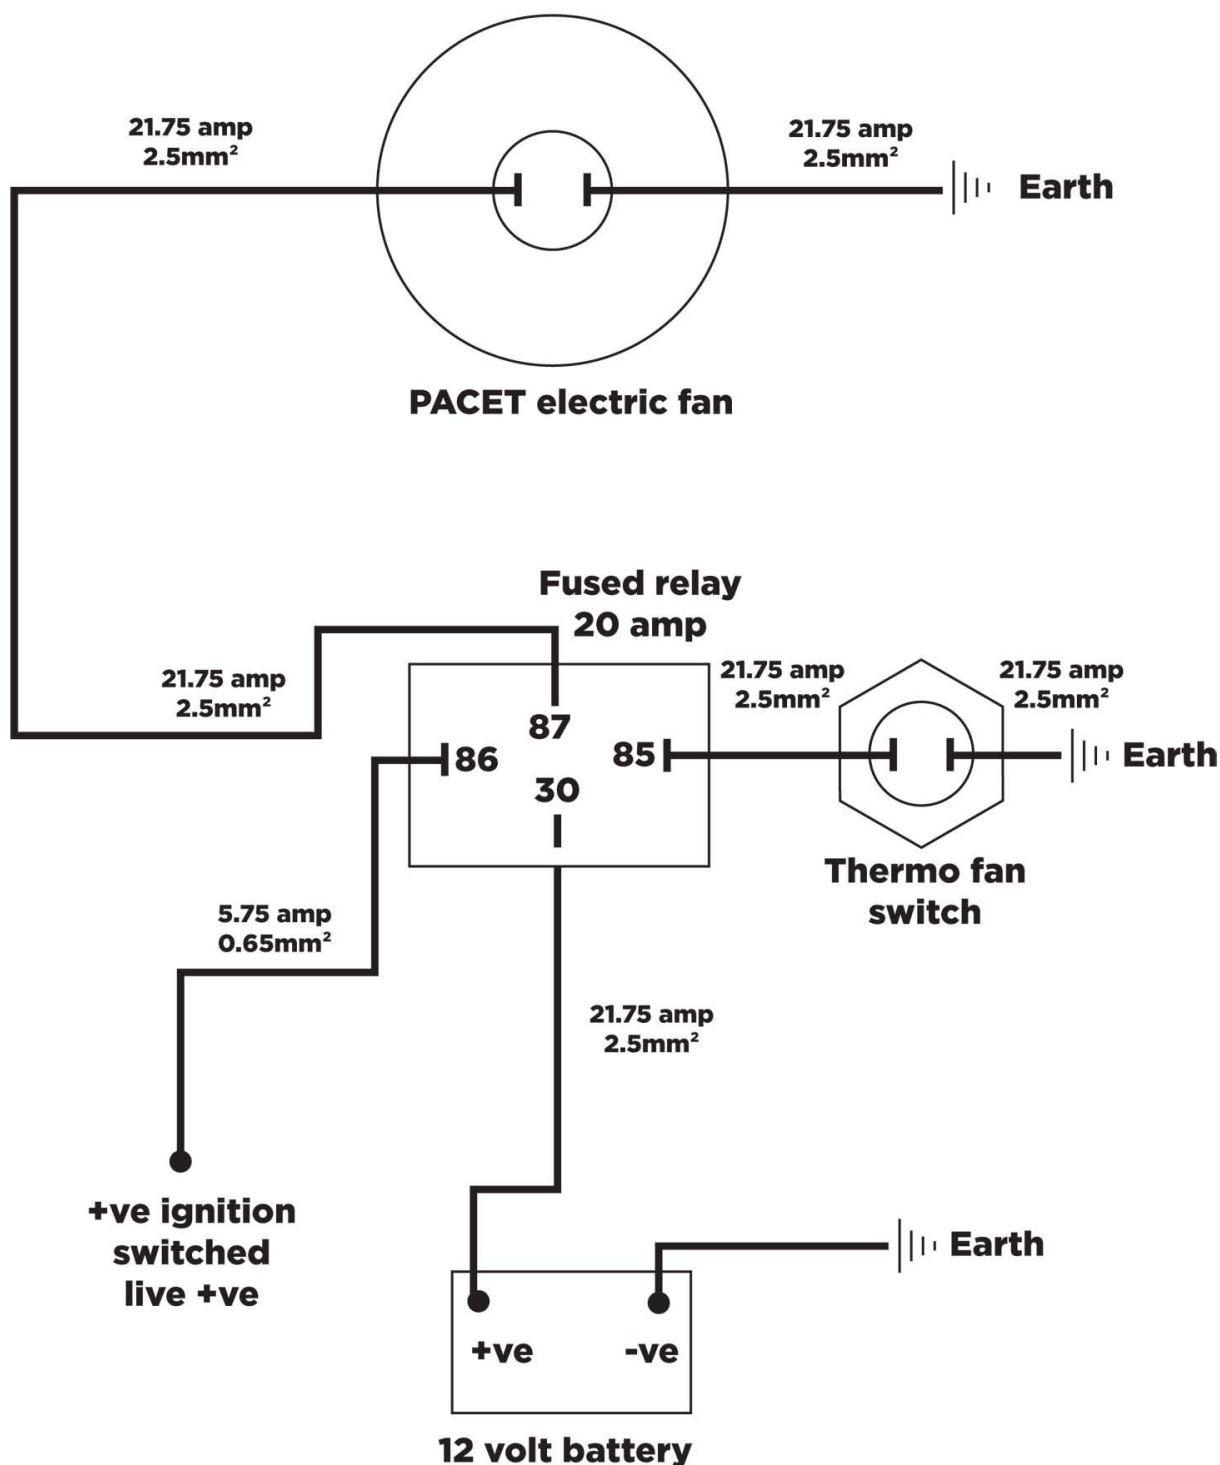 21.75 amp
2.5mm²
21.75 amp
2.5mm²
Earth
PACET electric fan
Fused relay
20 amp
21.75 amp
2.5mm²
87
86
85
30
21.75 amp
2.5mm²
21.75 amp
2.5mm²
Earth
Thermo fan
switch
5.75 amp
0.65mm²
21.75 amp
2.5mm²
+ve ignition
switched
live +ve
Earth
+ve
-ve
12 volt battery